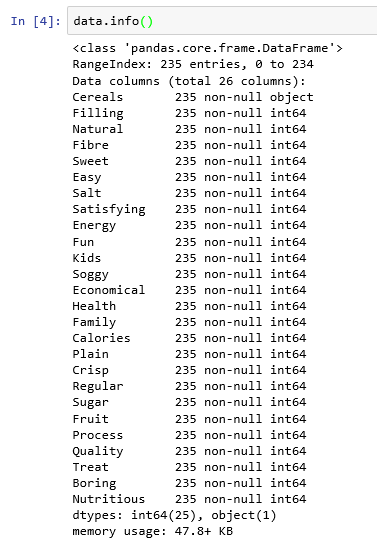 In [4]: data.info()
<class 'pandas.core.frame.DataFrame'>
RangeIndex: 235 entries, 0 to 234
Data columns (total 26 columns):
Cereals 235 non-null object
Filling 235 non-null int64
Natural 235 non-null int64
Fibre 235 non-null int64
Sweet 235 non-null int64
Easy 235 non-null int64
Salt 235 non-null int64
Satisfying 235 non-null int64
Energy 235 non-null int64
Fun 235 non-null int64
Kids 235 non-null int64
Soggy 235 non-null int64
Economical 235 non-null int64
Health 235 non-null int64
Family 235 non-null int64
Calories 235 non-null int64
Plain 235 non-null int64
Crisp 235 non-null int64
Regular 235 non-null int64
Sugar 235 non-null int64
Fruit 235 non-null int64
Process 235 non-null int64
Quality 235 non-null int64
Treat 235 non-null int64
Boring 235 non-null int64
Nutritious 235 non-null int64
dtypes: int64(25), object(1)
memory usage: 47.8+ KB